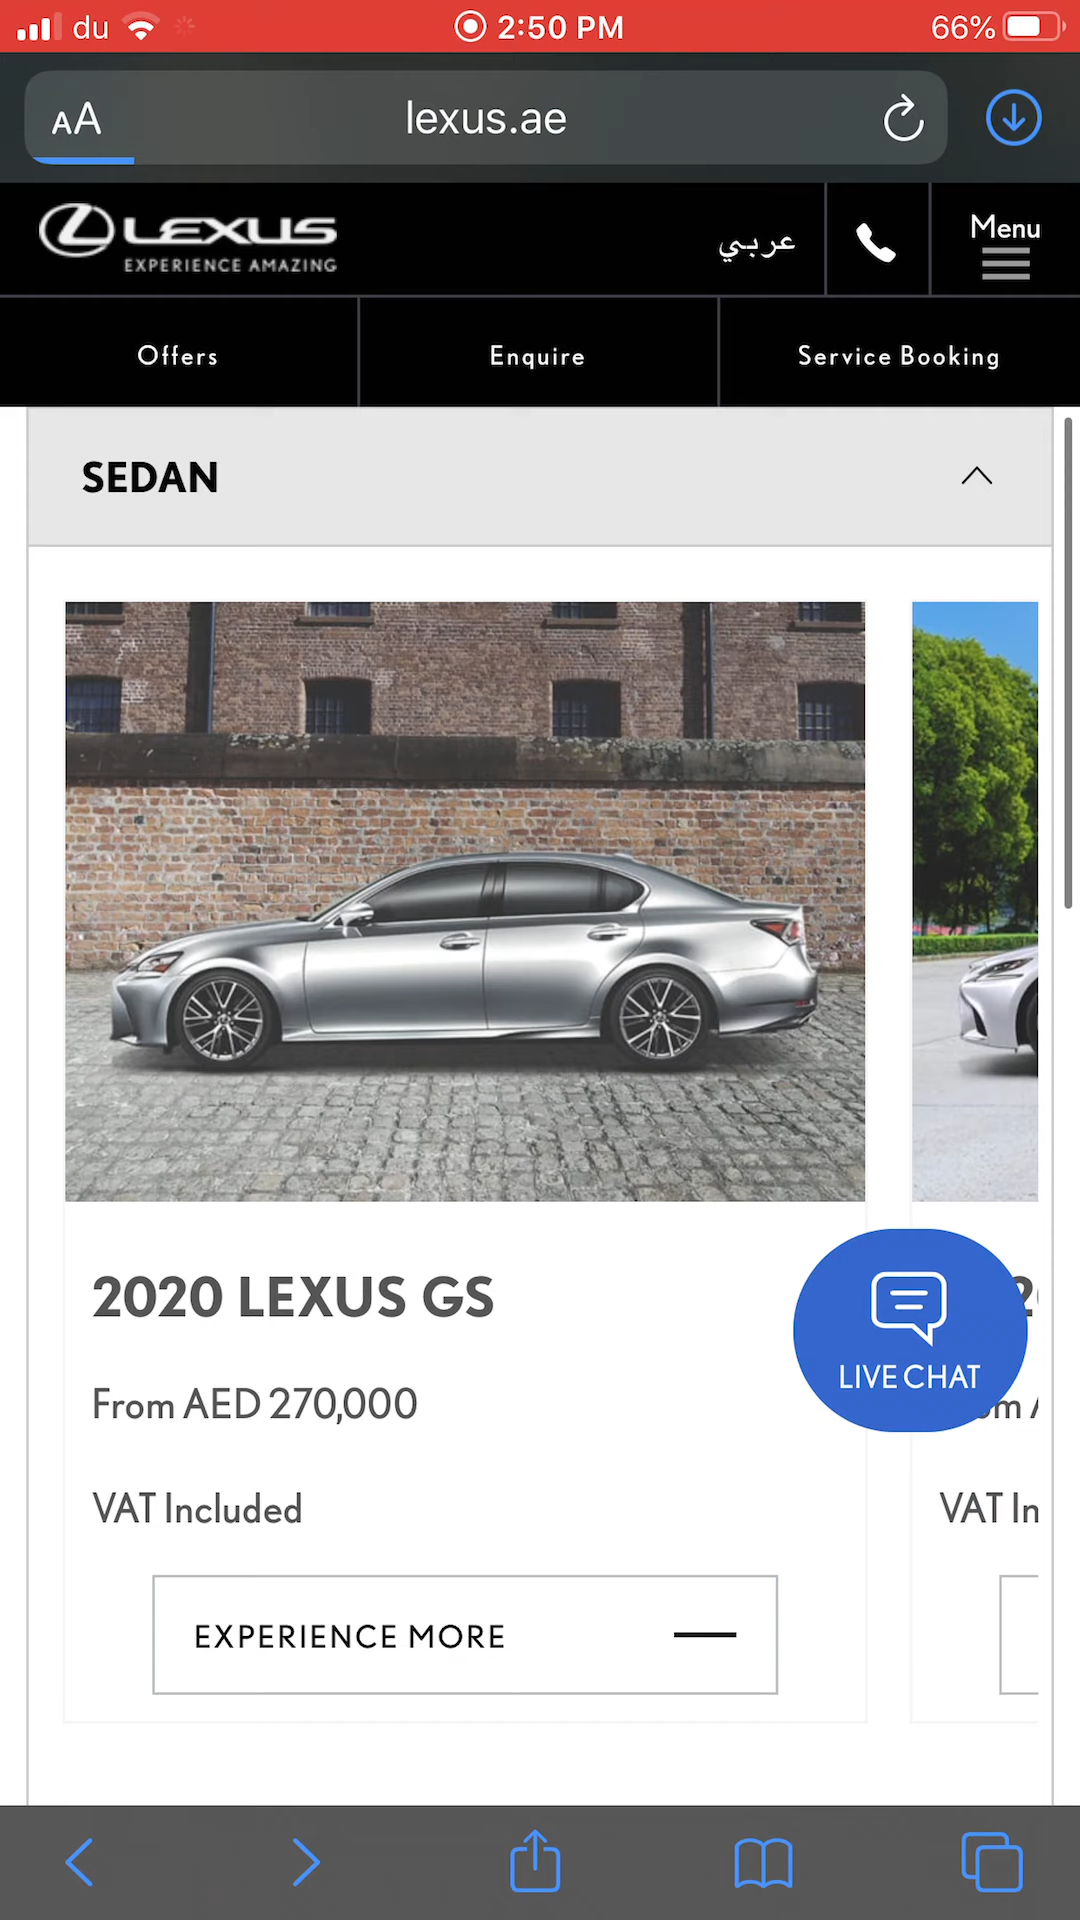 du 2:50 PM 66%
AA lexus.ae
LEXUS
EXPERIENCE AMAZING
عربي
Menu
Offers Enquire Service Booking
SEDAN
2020 LEXUS GS
From AED 270,000
VAT Included
EXPERIENCE MORE
LIVE CHAT
VAT In